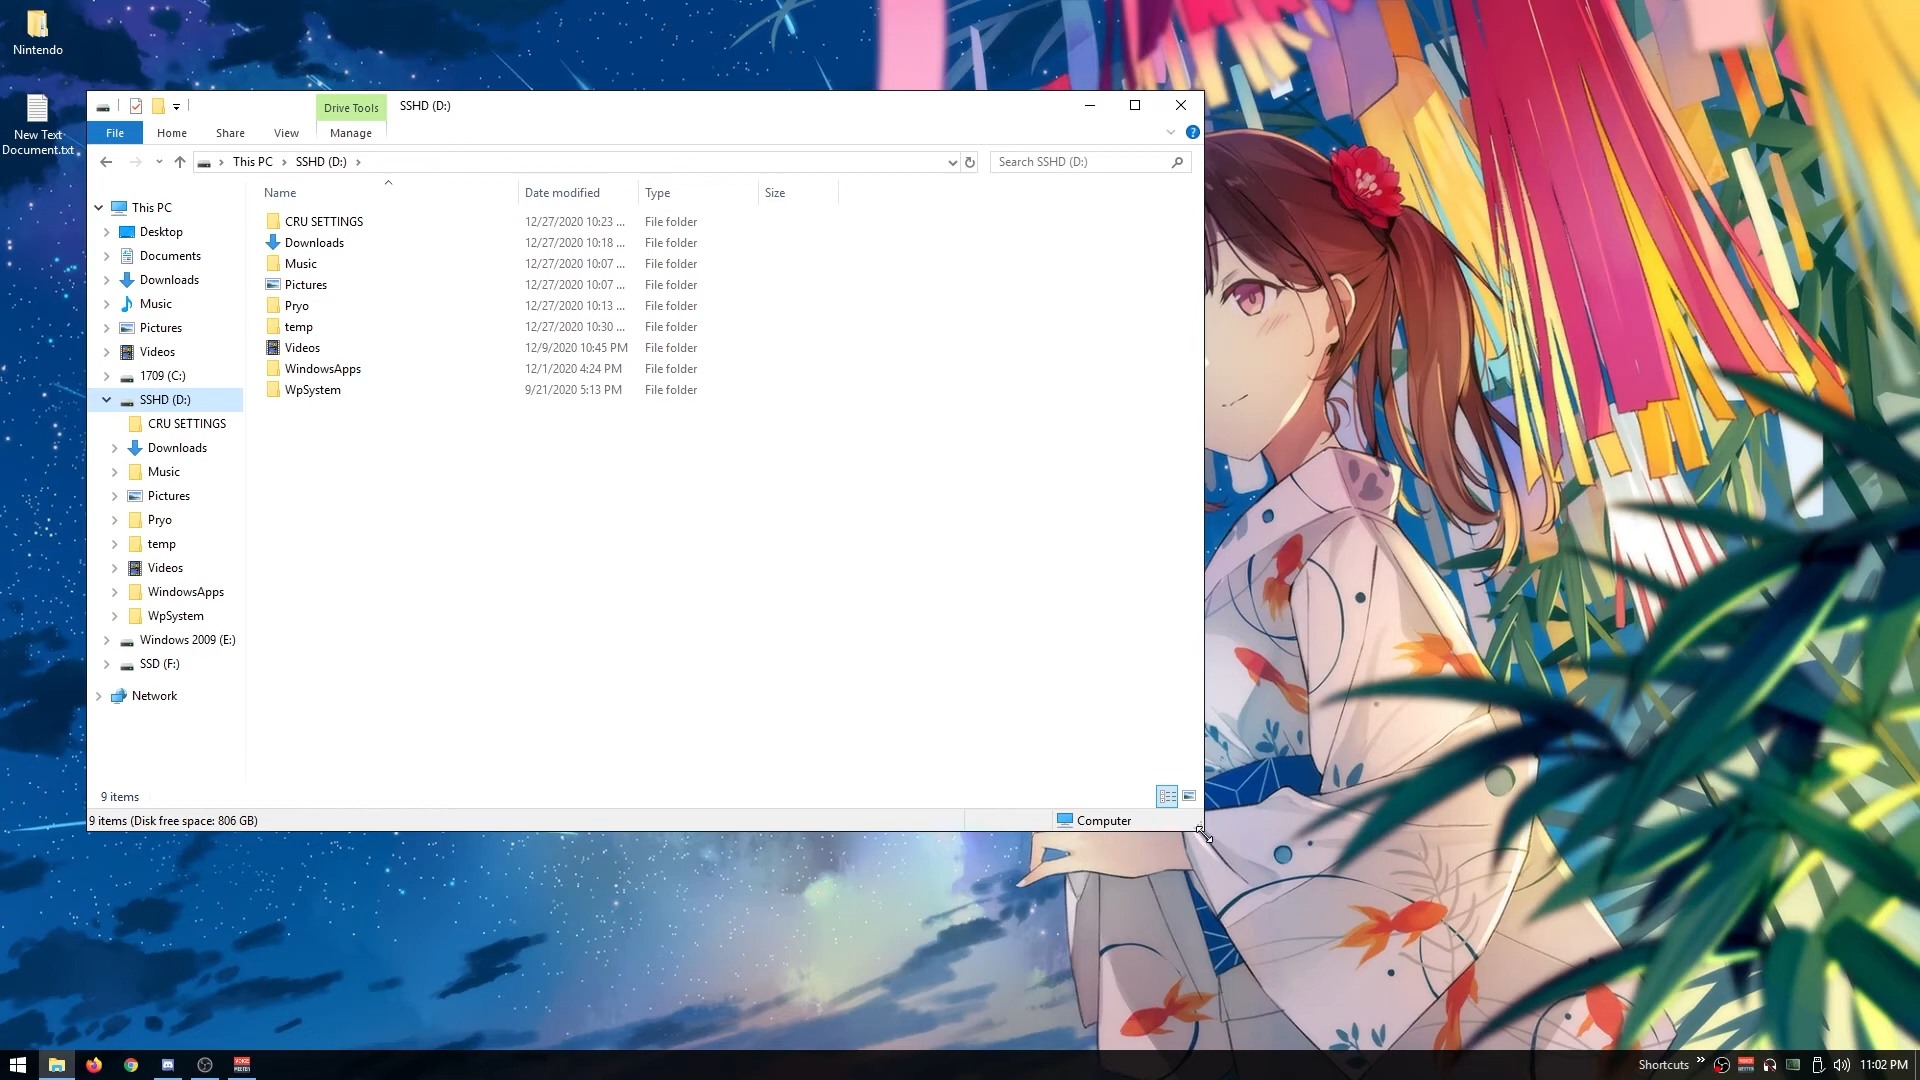 Nintendo
New Text
Document.txt
Drive Tools
SSHD (D:)
File
Home
Share
View
Manage
This PC
SSHD (D:)
Search SSHD (D:)
Name
Date modified
Type
Size
This PC
Desktop
Documents
Downloads
Music
Pictures
Videos
1709 (C:)
SSHD (D:)
CRU SETTINGS
Downloads
Music
Pictures
Pryo
temp
Videos
WindowsApps
WpSystem
Windows 2009 (E:)
SSD (F:)
Network
CRU SETTINGS 12/27/2020 10:23 ... File folder
Downloads 12/27/2020 10:18 ... File folder
Music 12/27/2020 10:07 ... File folder
Pictures 12/27/2020 10:07 ... File folder
Pryo 12/27/2020 10:13 ... File folder
temp 12/27/2020 10:30 ... File folder
Videos 12/9/2020 10:45 PM File folder
WindowsApps 12/1/2020 4:24 PM File folder
WpSystem 9/21/2020 5:13 PM File folder
9 items
9 items (Disk free space: 806 GB)
Computer
Shortcuts
11:02 PM